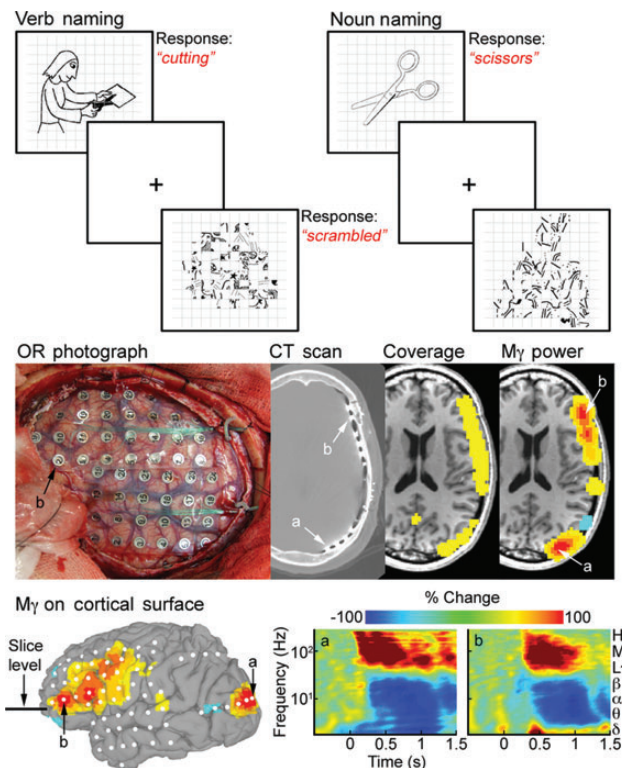 Verb naming
Noun naming
Response:
"cutting"
Response:
"scissors"
+
+
Response:
"scrambled"
OR photograph
CT scan
Coverage
Mγ power
b
b
a
b
a
Mγ on cortical surface
Slice
level
a
b
% Change
-100
100
Frequency (Hz)
10²
10¹
a
b
H
M
Lγ
β
α
θ
δ
0
0.5
1
1.5
0
0.5
1
1.5
Time (s)